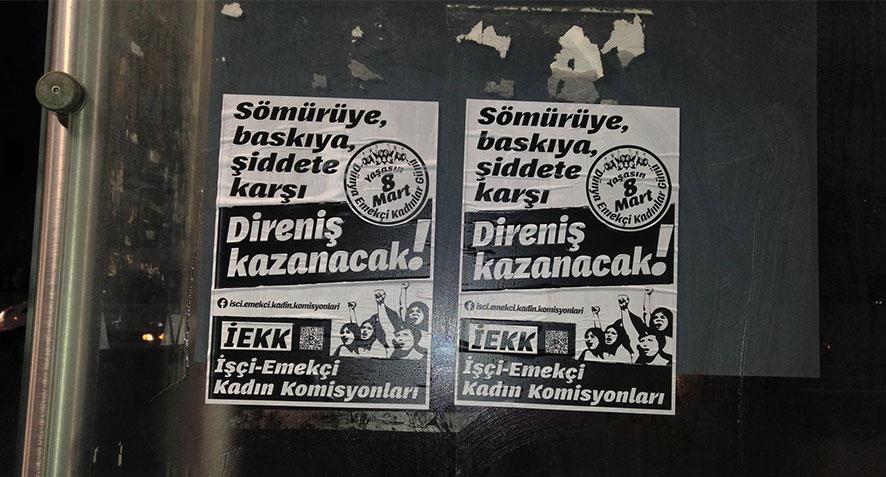 Sömürüye,
baskıya,
şiddete
karşı
Yaşasın
8
Mart
Dünya Emekçi Kadınlar Günü
Direniş
kazanacak!
isci.emekci.kadin.komisyonlari
İEKK
İşçi-Emekçi
Kadın Komisyonları
Sömürüye,
baskıya,
şiddete
karşı
Yaşasın
8
Mart
Dünya Emekçi Kadınlar Günü
Direniş
kazanacak!
isci.emekci.kadin.komisyonlari
İEKK
İşçi-Emekçi
Kadın Komisyonları